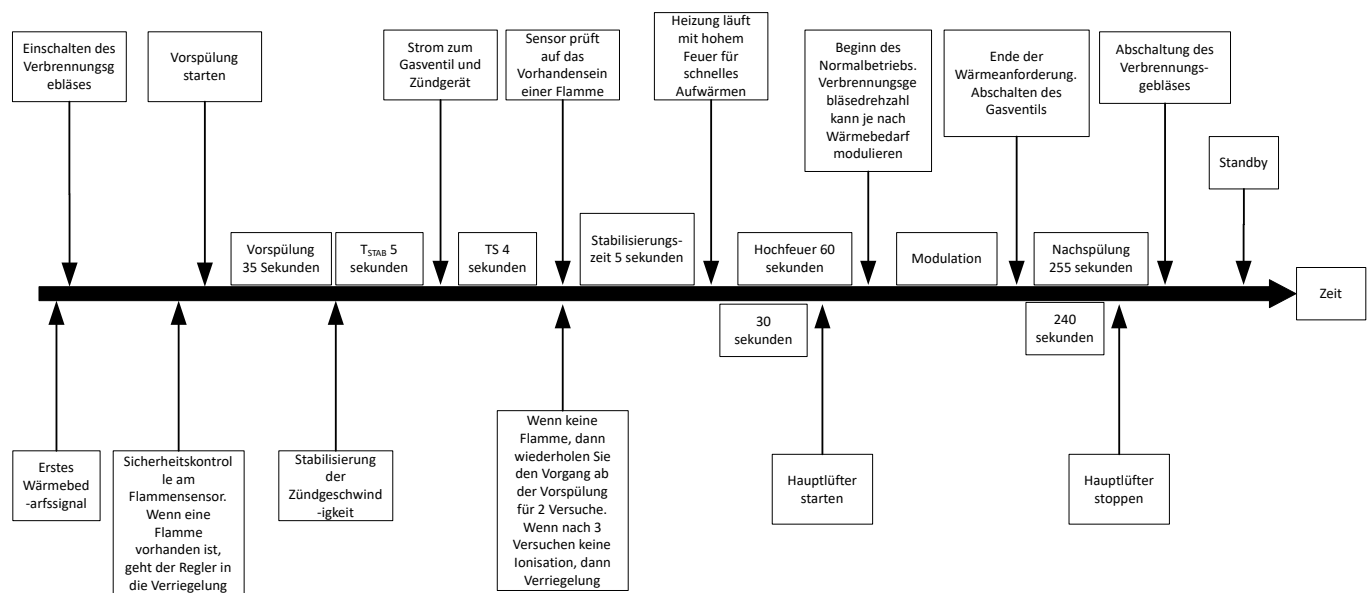 Einschalten des
Verbrennungsg
ebläses
Vorspülung
starten
Strom zum
Gasventil und
Zündgerät
Sensor prüft
auf das
Vorhandensein
einer Flamme
Heizung läuft
mit hohem
Feuer für
schnelles
Aufwärmen
Beginn des
Normalbetriebs.
Verbrennungsge
bläsedrehzahl
kann je nach
Wärmebedarf
modulieren
Ende der
Wärmeanforderung.
Abschalten des
Gasventils
Abschaltung des
Verbrennungs-
gebläses
Standby
Vorspülung
35 Sekunden
TSTAB 5
sekunden
TS 4
sekunden
Stabilisierungs-
zeit 5 sekunden
Hochfeuer 60
sekunden
Modulation
Nachspülung
255 sekunden
Zeit
30
sekunden
240
sekunden
Erstes
Wärmebed
-arfssignal
Sicherheitskontrol
le am
Flammensensor.
Wenn eine
Flamme
vorhanden ist,
geht der Regler in
die Verriegelung
Stabilisierung
der
Zündgeschwind
-igkeit
Wenn keine
Flamme, dann
wiederholen Sie
den Vorgang ab
der Vorspülung
für 2 Versuche.
Wenn nach 3
Versuchen keine
Ionisation, dann
Verriegelung
Hauptlüfter
starten
Hauptlüfter
stoppen